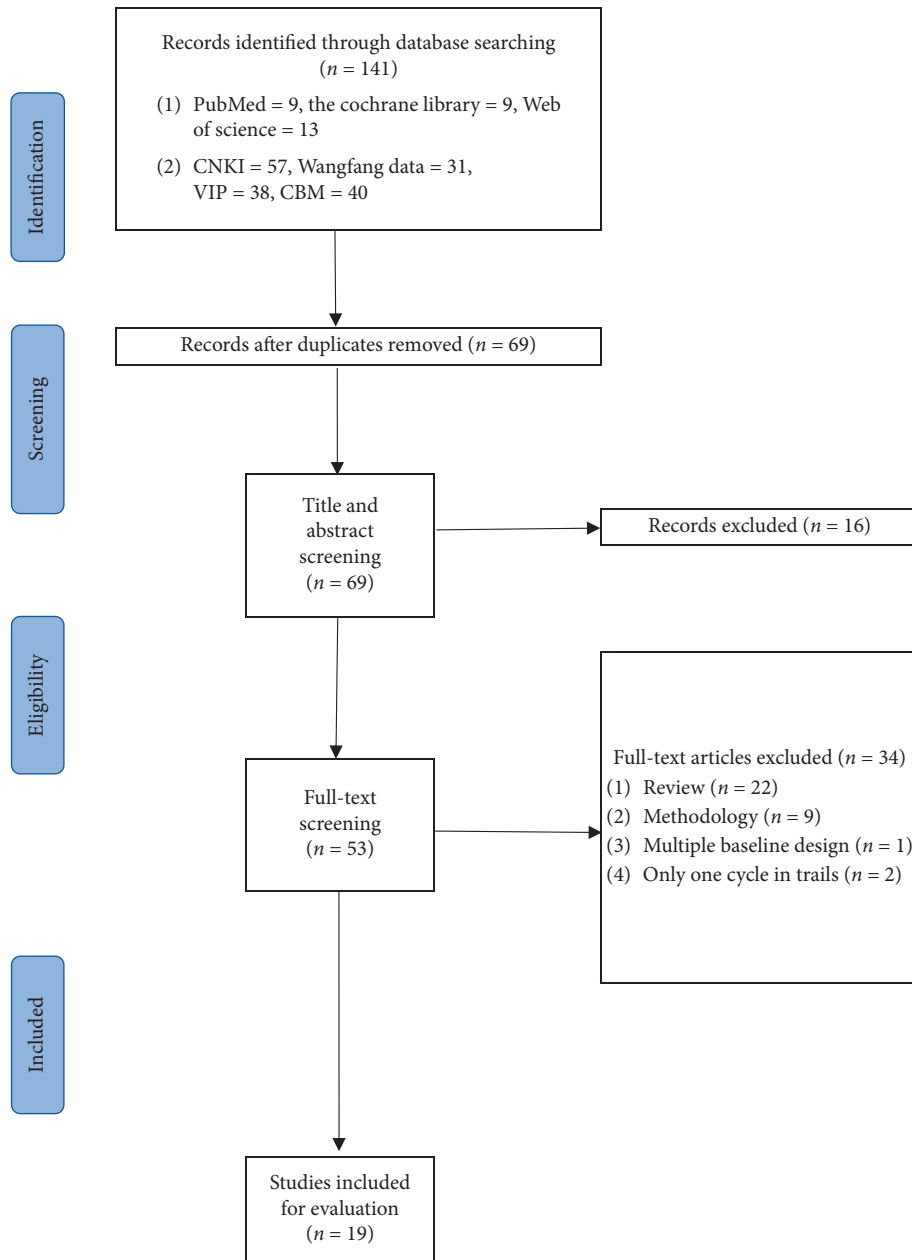 Identification
Records identified through database searching
(n = 141)
(1) PubMed = 9, the cochrane library = 9, Web
of science = 13
(2) CNKI = 57, Wangfang data = 31,
VIP = 38, CBM = 40
Screening
Records after duplicates removed (n = 69)
Title and
abstract
screening
(n = 69)
Records excluded (n = 16)
Eligibility
Full-text
screening
(n = 53)
Full-text articles excluded (n = 34)
(1) Review (n = 22)
(2) Methodology (n = 9)
(3) Multiple baseline design (n = 1)
(4) Only one cycle in trails (n = 2)
Included
Studies included
for evaluation
(n = 19)